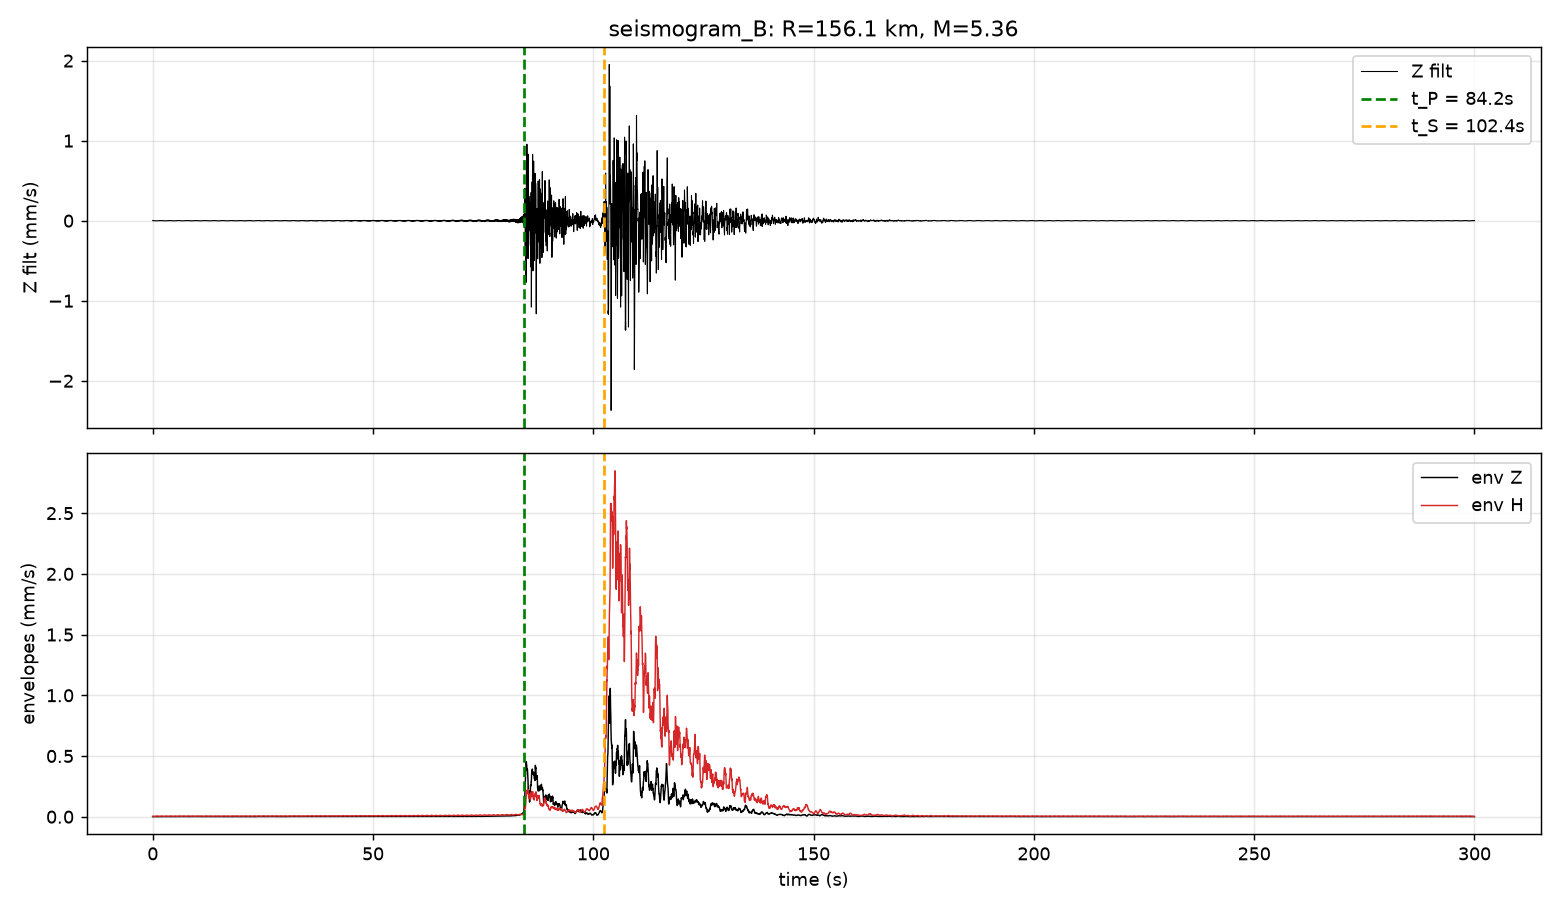 seismogram_B: R=156.1 km, M=5.36
Z filt (mm/s)
2
1
0
−1
−2
Z filt
t_P = 84.2s
t_S = 102.4s
envelopes (mm/s)
2.5
2.0
1.5
1.0
0.5
0.0
env Z
env H
0 50 100 150 200 250 300
time (s)